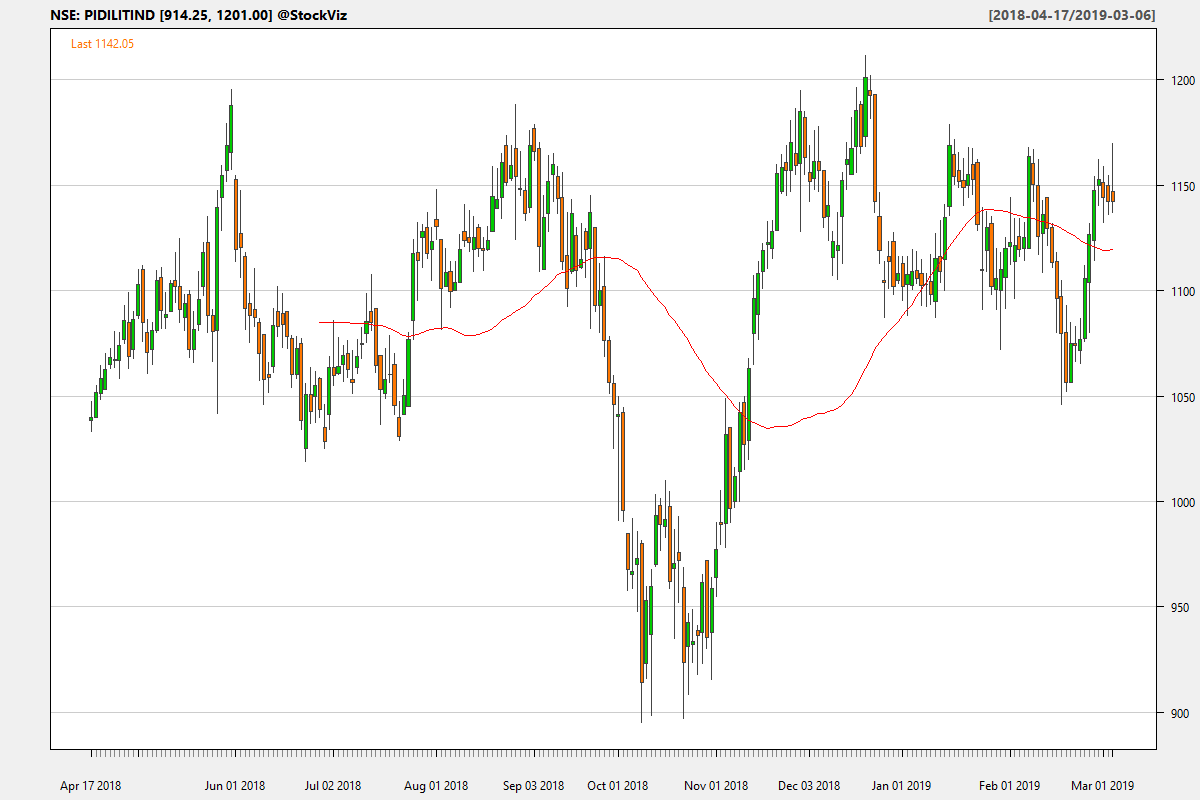 NSE: PIDILITIND [914.25, 1201.00] @StockViz
[2018-04-17/2019-03-06]
Last 1142.05
1200
1150
1100
1050
1000
950
900
Apr 17 2018
Jun 01 2018
Jul 02 2018
Aug 01 2018
Sep 03 2018
Oct 01 2018
Nov 01 2018
Dec 03 2018
Jan 01 2019
Feb 01 2019
Mar 01 2019